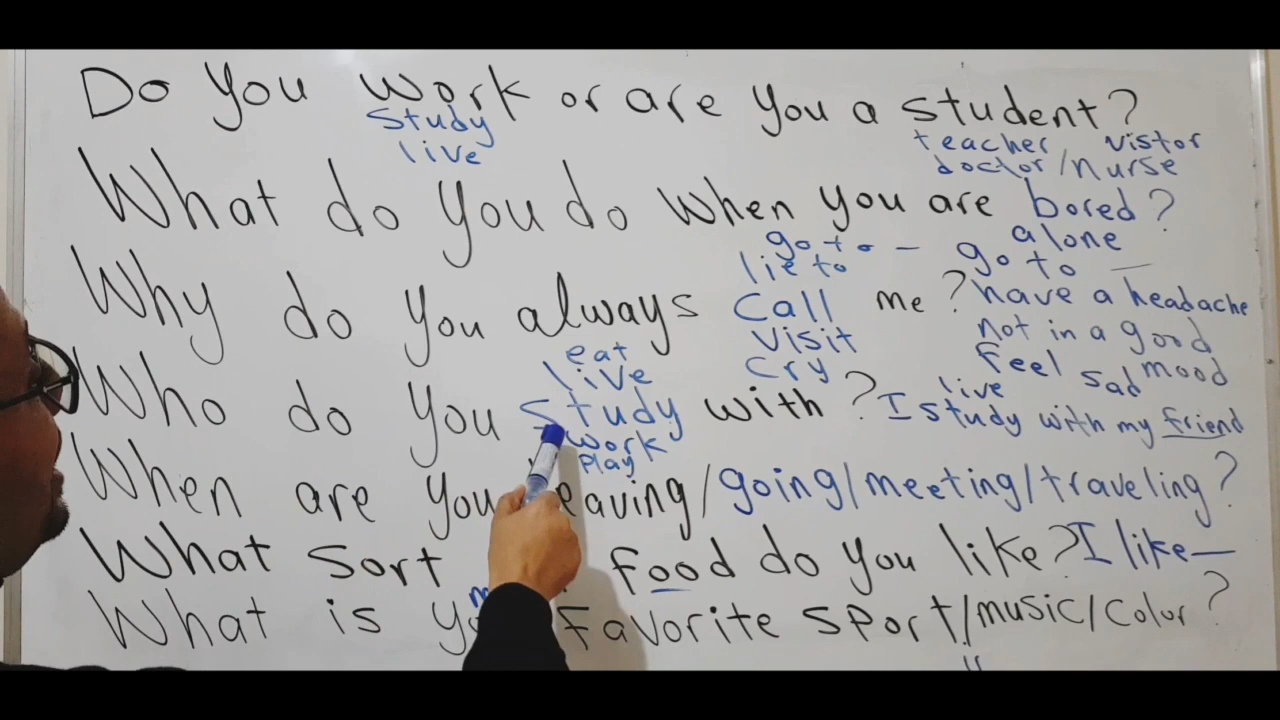 Do You work or are You a student?
study
live
teacher vistor
doctor/nurse
What do you do when you are bored?
alone
go to — go to —
lie to
Why do you always Call me? have a headache
visit not in a good
cry Feel sad mood
eat
live live
Who do You study with? I study with my friend
work
Play
When are you eaving/going/meeting/traveling?
What Sort food do you like? I like—
What is Favorite Sport/music/color?